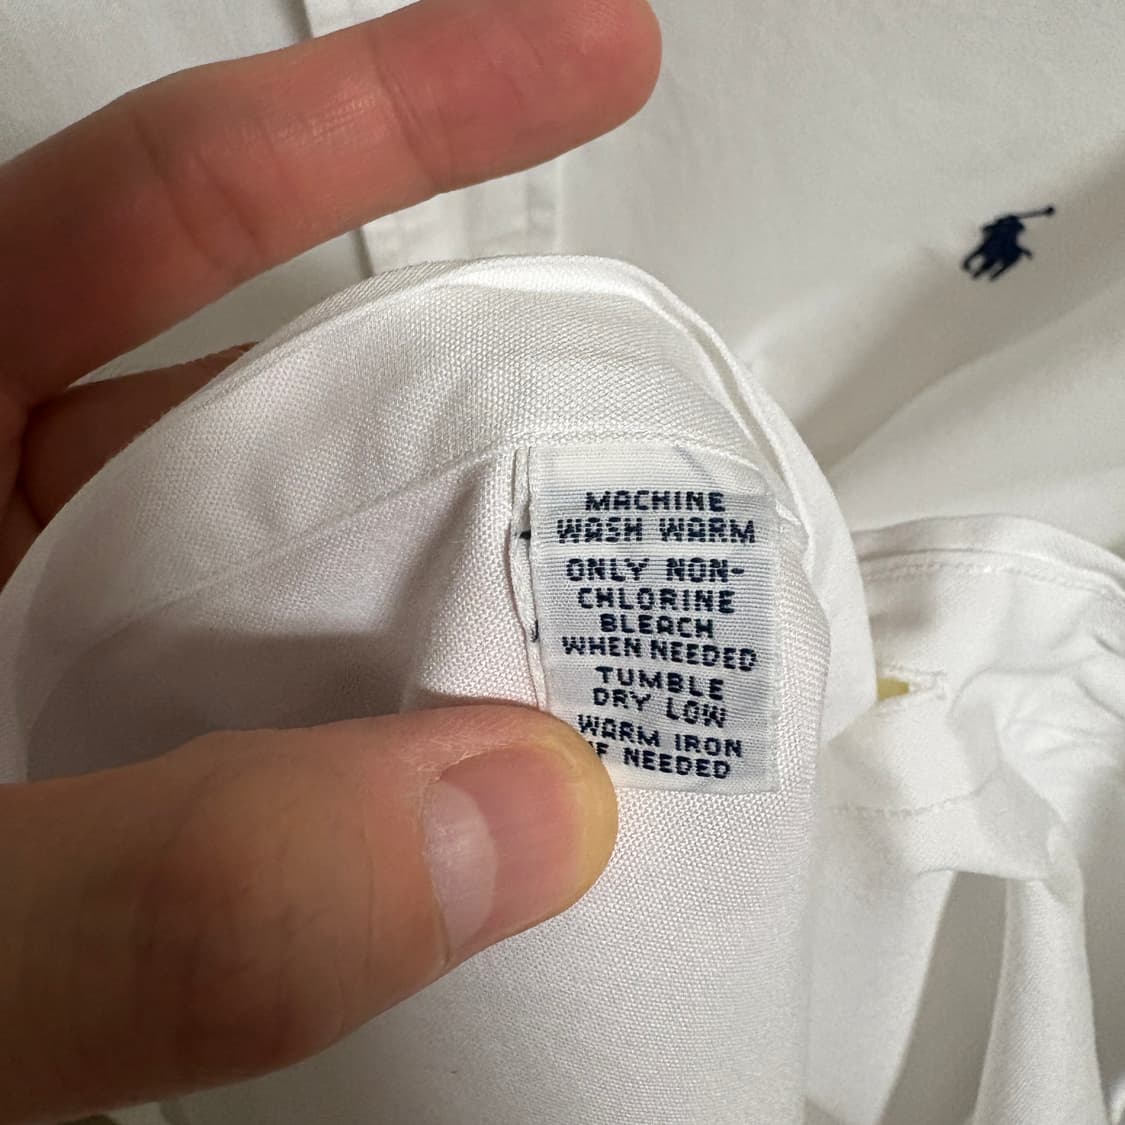 MACHINE
WASH WARM
ONLY NON-
CHLORINE
BLEACH
WHEN NEEDED
TUMBLE
DRY LOW
WARM IRON
IF NEEDED